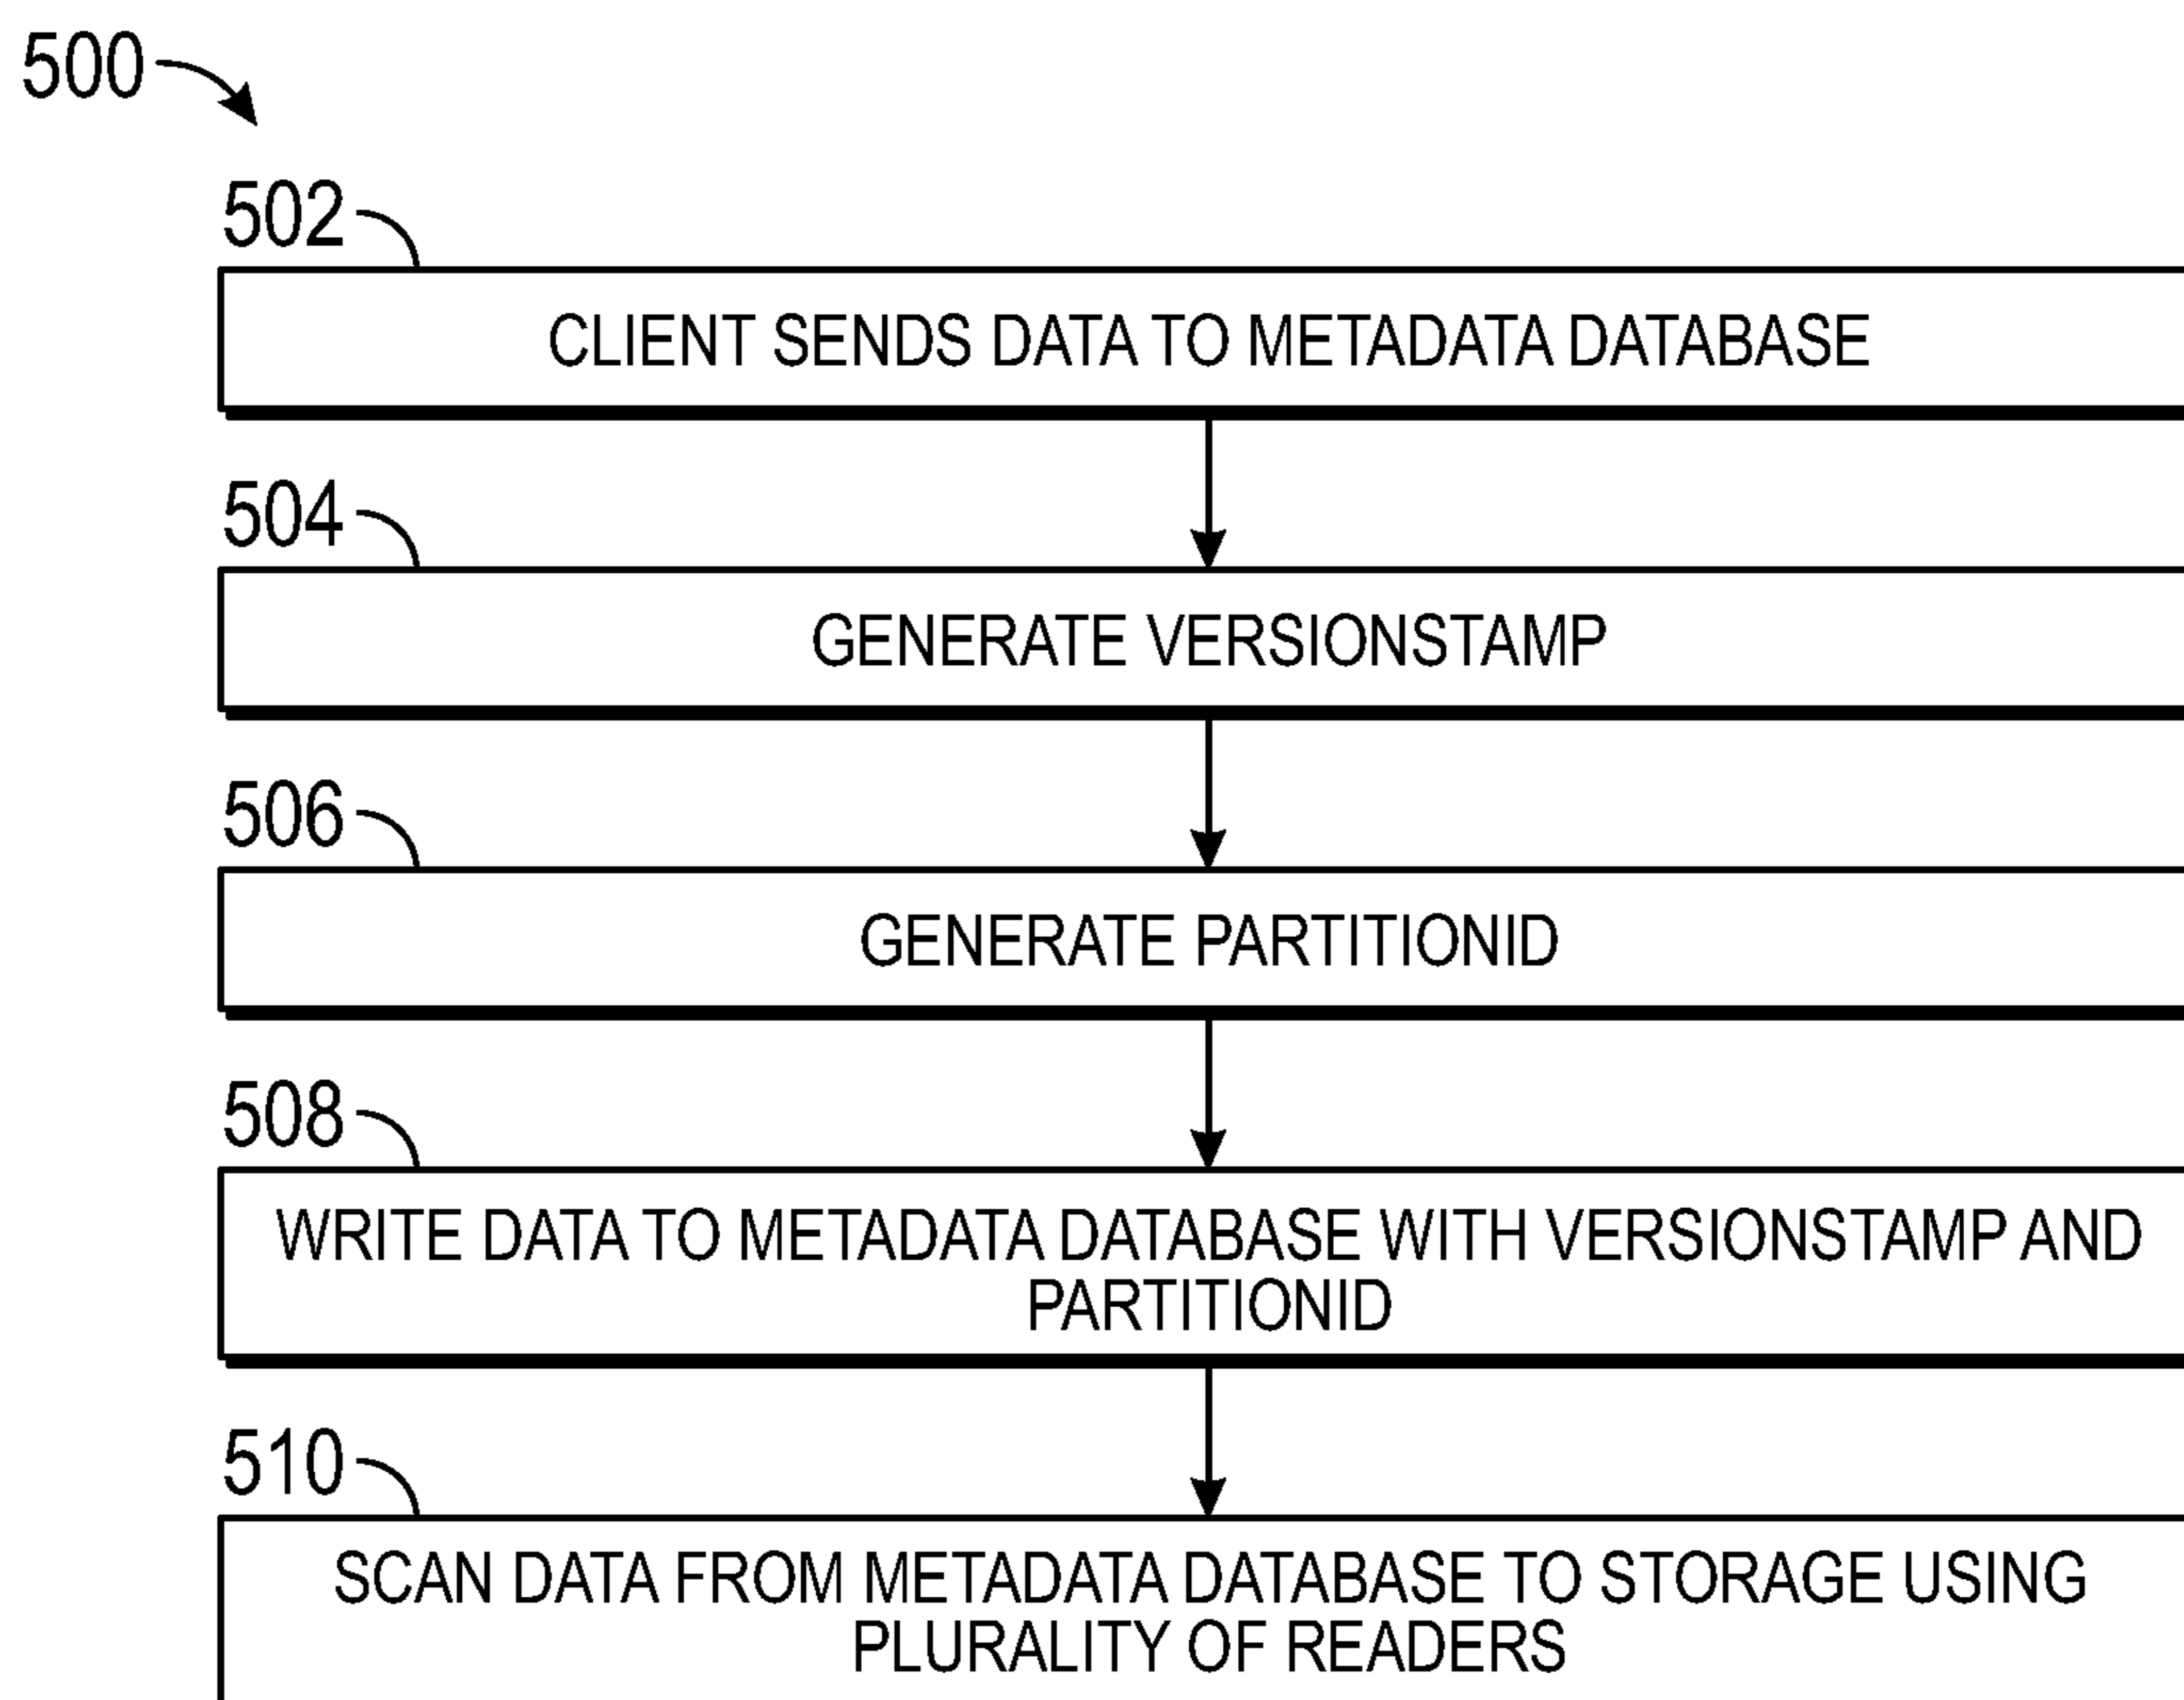 500
502
CLIENT SENDS DATA TO METADATA DATABASE
504
GENERATE VERSIONSTAMP
506
GENERATE PARTITIONID
508
WRITE DATA TO METADATA DATABASE WITH VERSIONSTAMP AND
PARTITIONID
510
SCAN DATA FROM METADATA DATABASE TO STORAGE USING
PLURALITY OF READERS